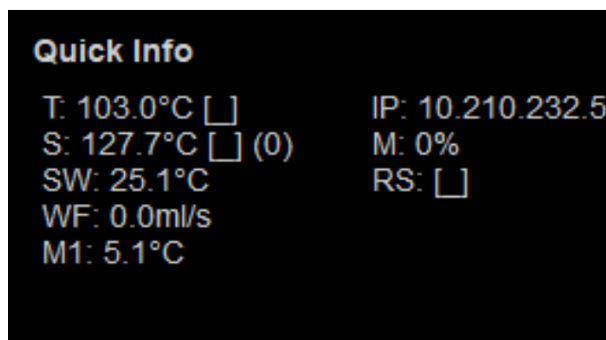 Quick Info
T: 103.0°C [_]
S: 127.7°C [_] (0)
SW: 25.1°C
WF: 0.0ml/s
M1: 5.1°C
IP: 10.210.232.5
M: 0%
RS: [_]